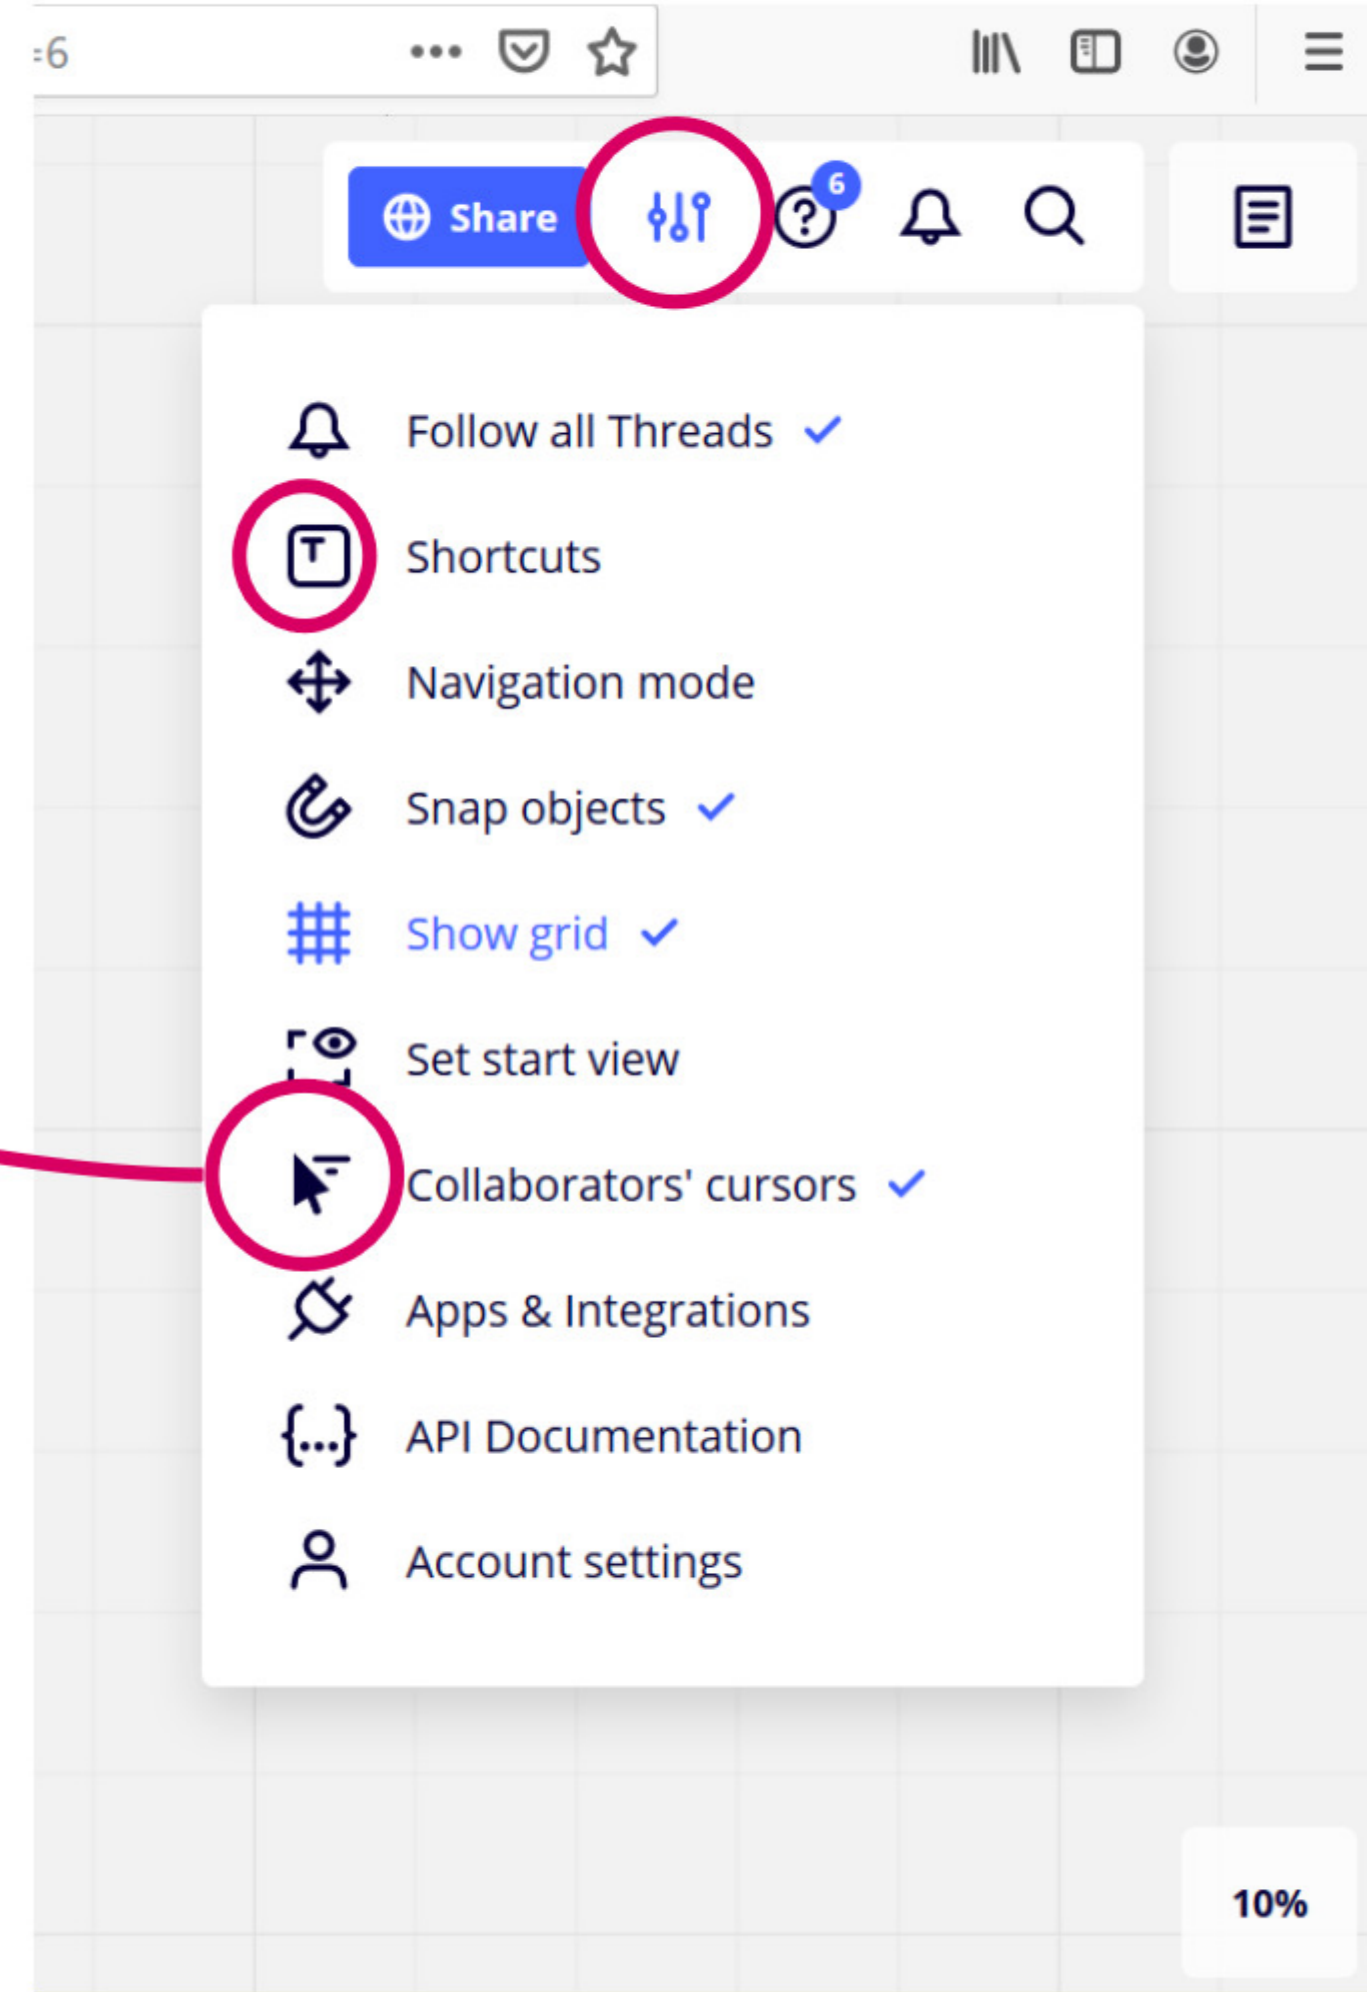 =6
Share
6
Follow all Threads
Shortcuts
Navigation mode
Snap objects
Show grid
Set start view
Collaborators' cursors
Apps & Integrations
API Documentation
Account settings
10%